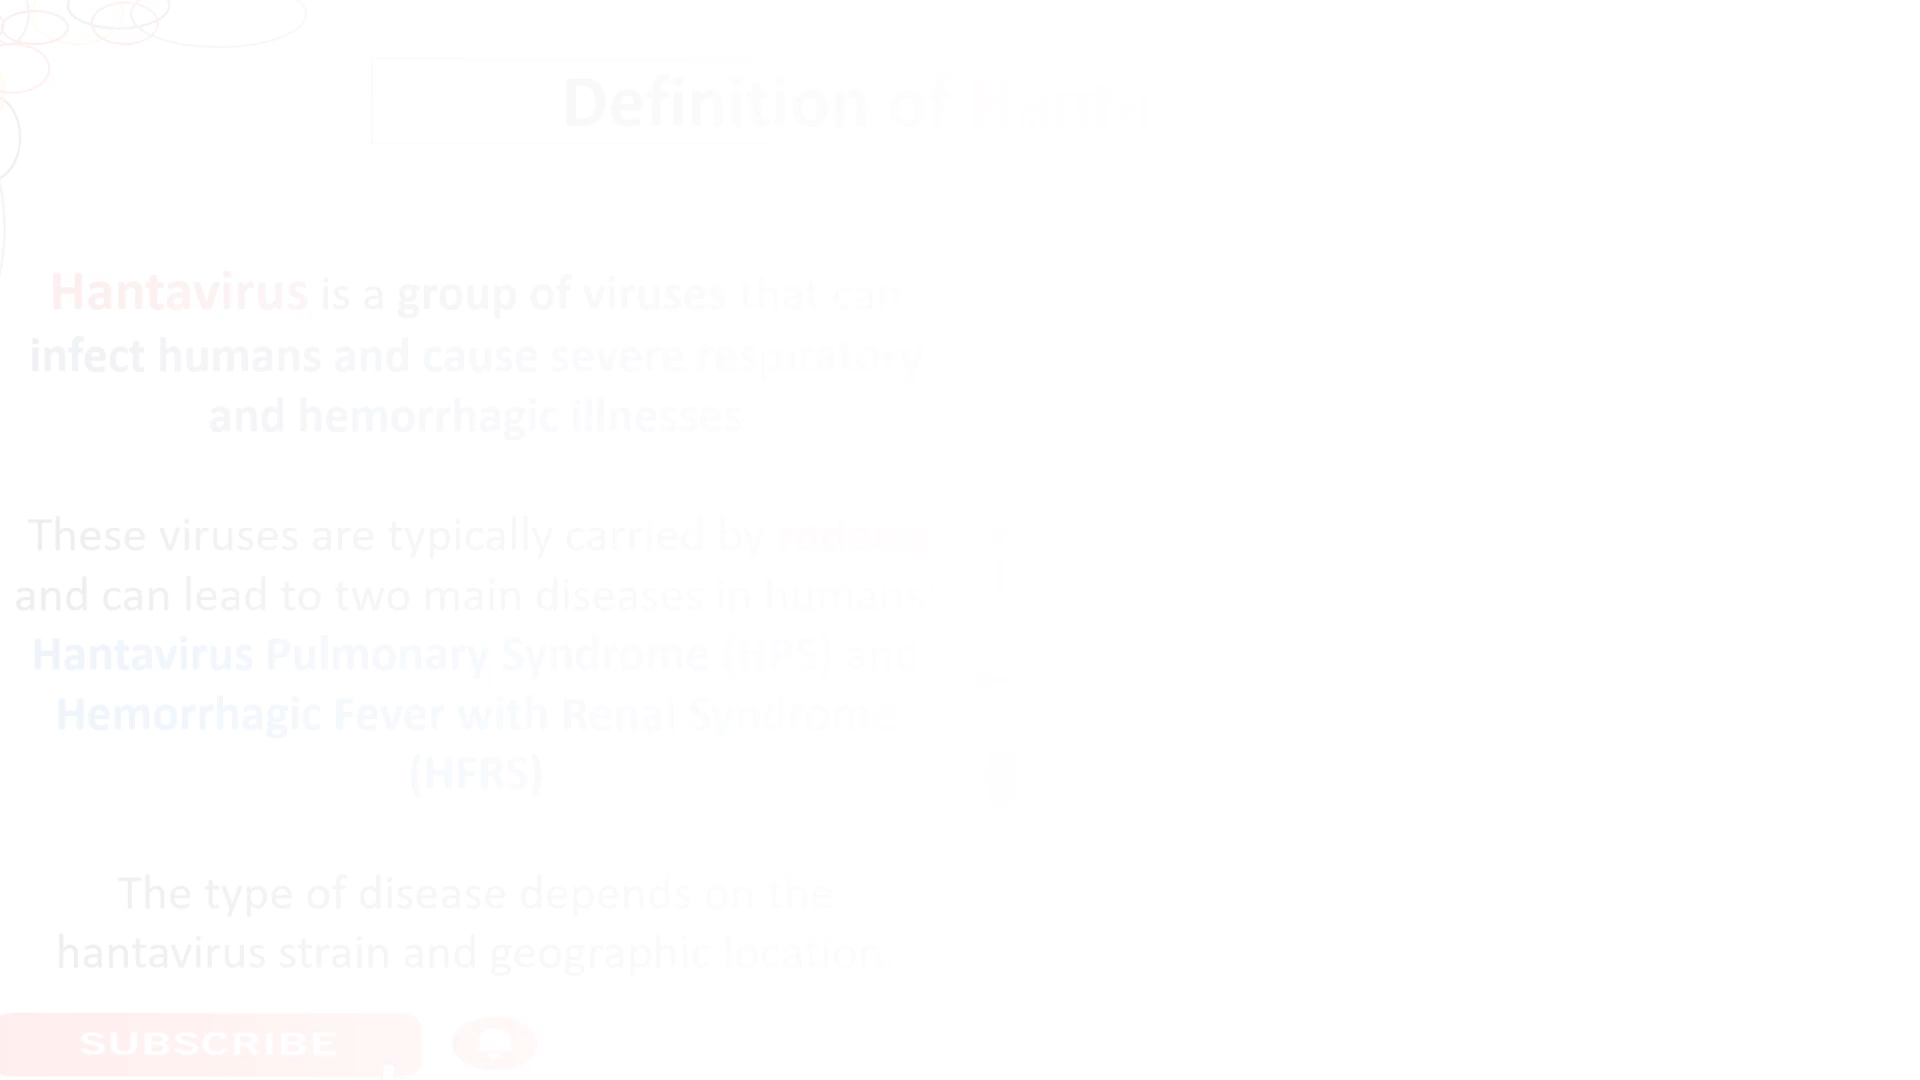 Definition of Hanta
Hantavirus is a group of viruses that can
infect humans and cause severe respiratory
and hemorrhagic illnesses
These viruses are typically carried by rodents
and can lead to two main diseases in humans
Hantavirus Pulmonary Syndrome (HPS) and
Hemorrhagic Fever with Renal Syndrome
(HFRS)
The type of disease depends on the
hantavirus strain and geographic location.
SUBSCRIBE